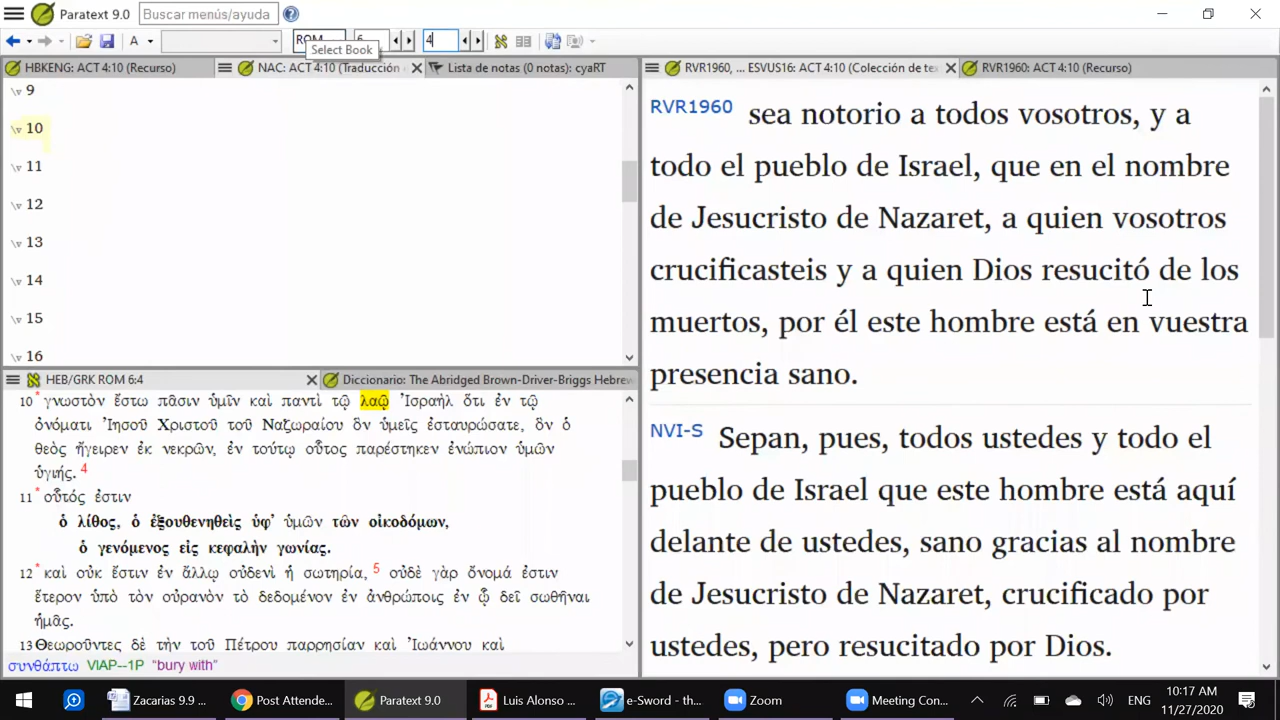 Paratext 9.0 Buscar menús/ayuda
A ROM 6 4
Select Book
HBKENG: ACT 4:10 (Recurso) NAC: ACT 4:10 (Traducción Lista de notas (0 notas): cyaRT
\v 9
\v 10
\v 11
\v 12
\v 13
\v 14
\v 15
\v 16
HEB/GRK ROM 6:4 Diccionario: The Abridged Brown-Driver-Briggs Hebrew
10 * γνωστὸν ἔστω πᾶσιν ὑμῖν καὶ παντὶ τῷ λαῷ Ἰσραὴλ ὅτι ἐν τῷ
ὀνόματι Ἰησοῦ Χριστοῦ τοῦ Ναζωραίου ὃν ὑμεῖς ἐσταυρώσατε, ὃν ὁ
θεὸς ἤγειρεν ἐκ νεκρῶν, ἐν τούτῳ οὗτος παρέστηκεν ἐνώπιον ὑμῶν
ὑγιής. 4
11 * οὗτός ἐστιν
ὁ λίθος, ὁ ἐξουθενηθεὶς ὑφ’ ὑμῶν τῶν οἰκοδόμων,
ὁ γενόμενος εἰς κεφαλὴν γωνίας.
12 * καὶ οὐκ ἔστιν ἐν ἄλλῳ οὐδενὶ ἡ σωτηρία, 5 οὐδὲ γὰρ ὄνομά ἐστιν
ἕτερον ὑπὸ τὸν οὐρανὸν τὸ δεδομένον ἐν ἀνθρώποις ἐν ᾧ δεῖ σωθῆναι
ἡμᾶς.
13 Θεωροῦντες δὲ τὴν τοῦ Πέτρου παρρησίαν καὶ Ἰωάννου καὶ
συνθάπτω VIAP--1P “bury with”
RVR1960, ... ESVUS16: ACT 4:10 (Colección de te: RVR1960: ACT 4:10 (Recurso)
RVR1960 sea notorio a todos vosotros, y a
todo el pueblo de Israel, que en el nombre
de Jesucristo de Nazaret, a quien vosotros
crucificasteis y a quien Dios resucitó de los
muertos, por él este hombre está en vuestra
presencia sano.
NVI-S Sepan, pues, todos ustedes y todo el
pueblo de Israel que este hombre está aquí
delante de ustedes, sano gracias al nombre
de Jesucristo de Nazaret, crucificado por
ustedes, pero resucitado por Dios.
Zacarias 9.9 ... Post Attende... Paratext 9.0 Luis Alonso ... e-Sword - th... Zoom Meeting Con... ENG 10:17 AM
11/27/2020